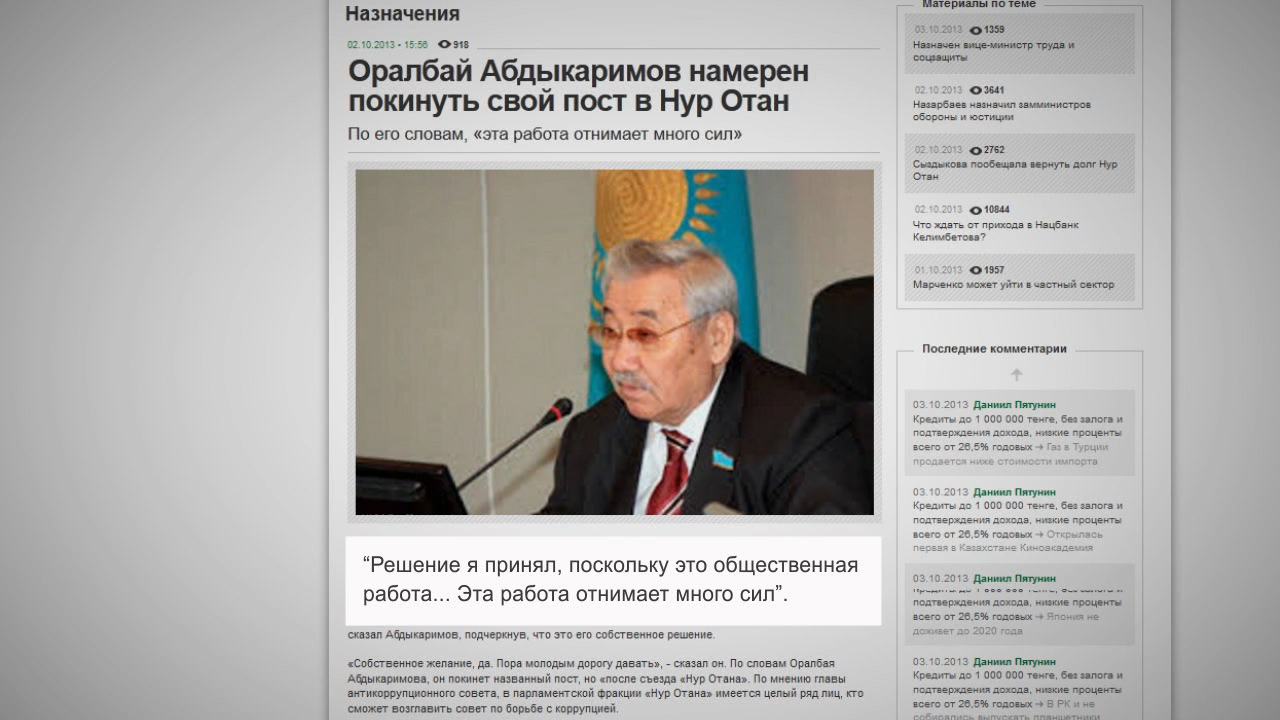 Назначения
02.10.2013 • 15:56 918
Оралбай Абдыкаримов намерен
покинуть свой пост в Нур Отан
По его словам, «эта работа отнимает много сил»
“Решение я принял, поскольку это общественная
работа... Эта работа отнимает много сил”.
сказал Абдыкаримов, подчеркнув, что это его собственное решение.
«Собственное желание, да. Пора молодым дорогу давать», - сказал он. По словам Оралбая
Абдыкаримова, он покинет названный пост, но «после съезда «Нур Отана». По мнению главы
антикоррупционного совета, в парламентской фракции «Нур Отана» имеется целый ряд лиц, кто
сможет возглавить совет по борьбе с коррупцией.
Материалы по теме
03.10.2013 1359
Назначен вице-министр труда и
соцзащиты
02.10.2013 3641
Назарбаев назначил замминистров
обороны и юстиции
02.10.2013 2762
Сыздыкова пообещала вернуть долг Нур
Отан
02.10.2013 10844
Что ждать от прихода в Нацбанк
Келимбетова?
01.10.2013 1957
Марченко может уйти в частный сектор
Последние комментарии
03.10.2013 Даниил Пятунин
Кредиты до 1 000 000 тенге, без залога и
подтверждения дохода, низкие проценты
всего от 26,5% годовых → Газ в Турции
продается ниже стоимости импорта
03.10.2013 Даниил Пятунин
Кредиты до 1 000 000 тенге, без залога и
подтверждения дохода, низкие проценты
всего от 26,5% годовых → Открылась
первая в Казахстане Киноакадемия
03.10.2013 Даниил Пятунин
подтверждения дохода, низкие проценты
всего от 26,5% годовых → Япония не
доживет до 2020 года
03.10.2013 Даниил Пятунин
Кредиты до 1 000 000 тенге, без залога и
подтверждения дохода, низкие проценты
всего от 26,5% годовых → В РК и не
собирались выпускать планшетники